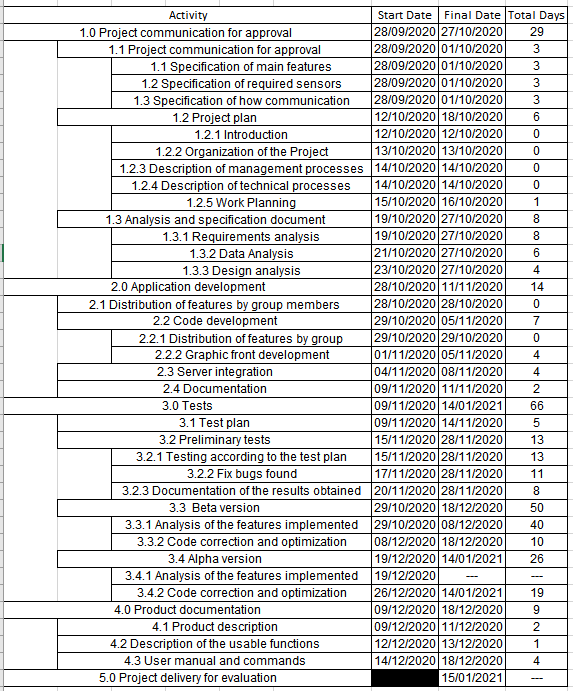 Activity Start Date Final Date Total Days
1.0 Project communication for approval 28/09/2020 27/10/2020 29
1.1 Project communication for approval 28/09/2020 01/10/2020 3
1.1 Specification of main features 28/09/2020 01/10/2020 3
1.2 Specification of required sensors 28/09/2020 01/10/2020 3
1.3 Specification of how communication 28/09/2020 01/10/2020 3
1.2 Project plan 12/10/2020 18/10/2020 6
1.2.1 Introduction 12/10/2020 12/10/2020 0
1.2.2 Organization of the Project 13/10/2020 13/10/2020 0
1.2.3 Description of management processes 14/10/2020 14/10/2020 0
1.2.4 Description of technical processes 14/10/2020 14/10/2020 0
1.2.5 Work Planning 15/10/2020 16/10/2020 1
1.3 Analysis and specification document 19/10/2020 27/10/2020 8
1.3.1 Requirements analysis 19/10/2020 27/10/2020 8
1.3.2 Data Analysis 21/10/2020 27/10/2020 6
1.3.3 Design analysis 23/10/2020 27/10/2020 4
2.0 Application development 28/10/2020 11/11/2020 14
2.1 Distribution of features by group members 28/10/2020 28/10/2020 0
2.2 Code development 29/10/2020 05/11/2020 7
2.2.1 Distribution of features by group 29/10/2020 29/10/2020 0
2.2.2 Graphic front development 01/11/2020 05/11/2020 4
2.3 Server integration 04/11/2020 08/11/2020 4
2.4 Documentation 09/11/2020 11/11/2020 2
3.0 Tests 09/11/2020 14/01/2021 66
3.1 Test plan 09/11/2020 14/11/2020 5
3.2 Preliminary tests 15/11/2020 28/11/2020 13
3.2.1 Testing according to the test plan 15/11/2020 28/11/2020 13
3.2.2 Fix bugs found 17/11/2020 28/11/2020 11
3.2.3 Documentation of the results obtained 20/11/2020 28/11/2020 8
3.3 Beta version 29/10/2020 18/12/2020 50
3.3.1 Analysis of the features implemented 29/10/2020 08/12/2020 40
3.3.2 Code correction and optimization 08/12/2020 18/12/2020 10
3.4 Alpha version 19/12/2020 14/01/2021 26
3.4.1 Analysis of the features implemented 19/12/2020 --- ---
3.4.2 Code correction and optimization 26/12/2020 14/01/2021 19
4.0 Product documentation 09/12/2020 18/12/2020 9
4.1 Product description 09/12/2020 11/12/2020 2
4.2 Description of the usable functions 12/12/2020 13/12/2020 1
4.3 User manual and commands 14/12/2020 18/12/2020 4
5.0 Project delivery for evaluation 15/01/2021 ---